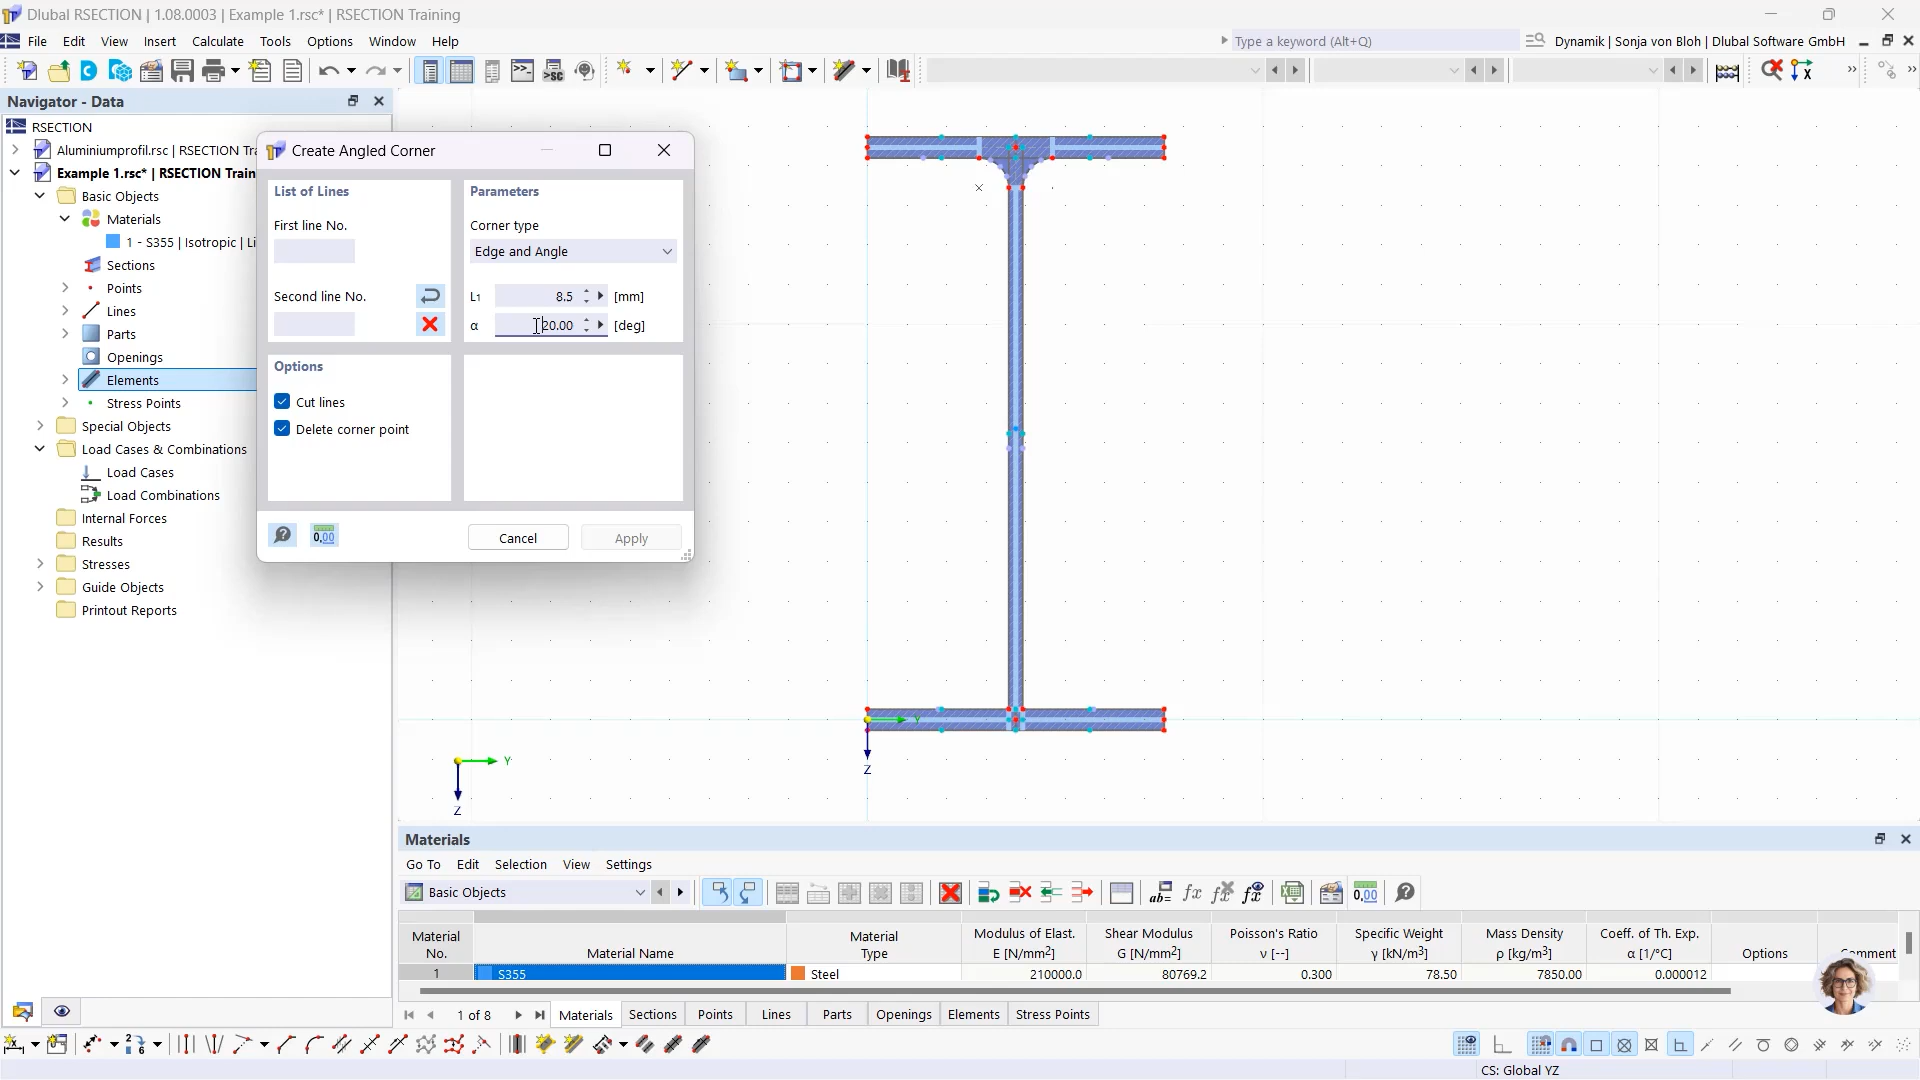 Dlubal RSECTION | 1.08.0003 | Example 1.rsc* | RSECTION Training
File Edit View Insert Calculate Tools Options Window Help
Type a keyword (Alt+Q)
Dynamik | Sonja von Bloh | Dlubal Software GmbH
Navigator - Data
RSECTION
Aluminiumprofil.rsc | RSECTION Tra
Example 1.rsc* | RSECTION Train
Basic Objects
Materials
1 - S355 | Isotropic | Li
Sections
Points
Lines
Parts
Openings
Elements
Stress Points
Special Objects
Load Cases & Combinations
Load Cases
Load Combinations
Internal Forces
Results
Stresses
Guide Objects
Printout Reports
Create Angled Corner
List of Lines
First line No.
Second line No.
Parameters
Corner type
Edge and Angle
L1 8.5 [mm]
α 20.00 [deg]
Options
Cut lines
Delete corner point
0,00
Cancel Apply
Y
Z
Y
Z
Materials
Go To Edit Selection View Settings
Basic Objects
Material No. Material Name Material Type Modulus of Elast. E [N/mm2] Shear Modulus G [N/mm2] Poisson's Ratio ν [--] Specific Weight γ [kN/m3] Mass Density ρ [kg/m3] Coeff. of Th. Exp. α [1/°C] Options Comment
1 S355 Steel 210000.0 80769.2 0.300 78.50 7850.00 0.000012
1 of 8 Materials Sections Points Lines Parts Openings Elements Stress Points
CS: Global YZ